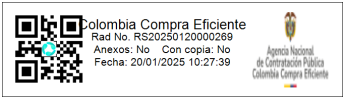 Colombia Compra Eficiente
Rad No. RS20250120000269
Anexos: No Con copia: No
Fecha: 20/01/2025 10:27:39
Agencia Nacional
de Contratación Pública
Colombia Compra Eficiente